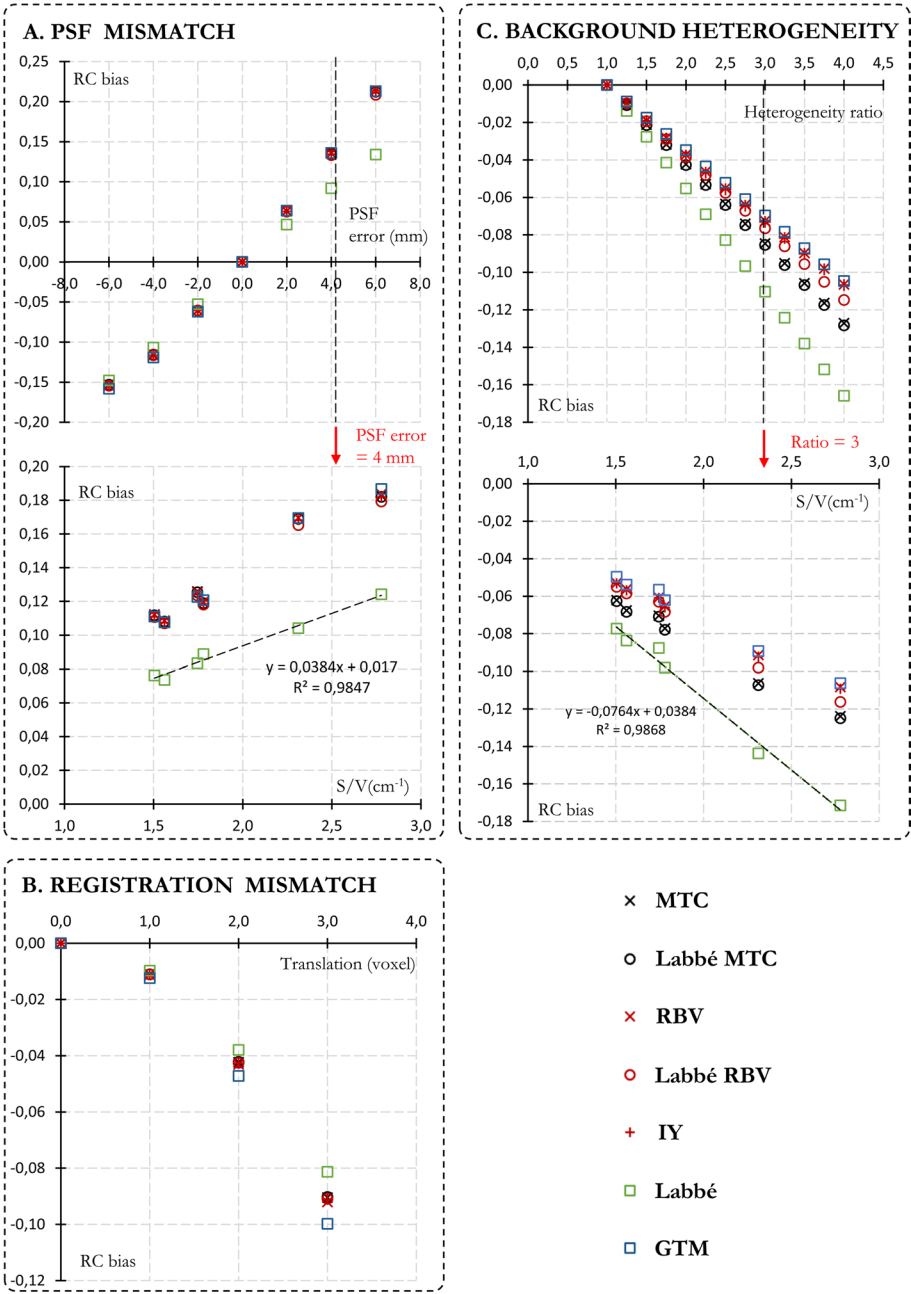 A. PSF MISMATCH
0,25
RC bias
0,20
0,15
0,10
0,05
PSF
error (mm)
0,00
-8,0 -6,0 -4,0 -2,0 0,0 2,0 4,0 6,0 8,0
-0,05
-0,10
-0,15
-0,20
PSF error
= 4 mm
0,20
RC bias
0,18
0,16
0,14
0,12
0,10
0,08
y = 0,0384x + 0,017
R² = 0,9847
0,06
0,04
0,02
S/V(cm⁻¹)
0,00
1,0 1,5 2,0 2,5 3,0
C. BACKGROUND HETEROGENEITY
0,0 0,5 1,0 1,5 2,0 2,5 3,0 3,5 4,0 4,5
0,00
Heterogeneity ratio
-0,02
-0,04
-0,06
-0,08
-0,10
-0,12
-0,14
-0,16
RC bias
-0,18
Ratio = 3
1,0 1,5 2,0 2,5 3,0
0,00
S/V(cm⁻¹)
-0,02
-0,04
-0,06
-0,08
-0,10
-0,12
y = -0,0764x + 0,0384
R² = 0,9868
-0,14
-0,16
RC bias
-0,18
B. REGISTRATION MISMATCH
0,0 1,0 2,0 3,0 4,0
0,00
Translation (voxel)
-0,02
-0,04
-0,06
-0,08
-0,10
RC bias
-0,12
MTC
Labbé MTC
RBV
Labbé RBV
IY
Labbé
GTM